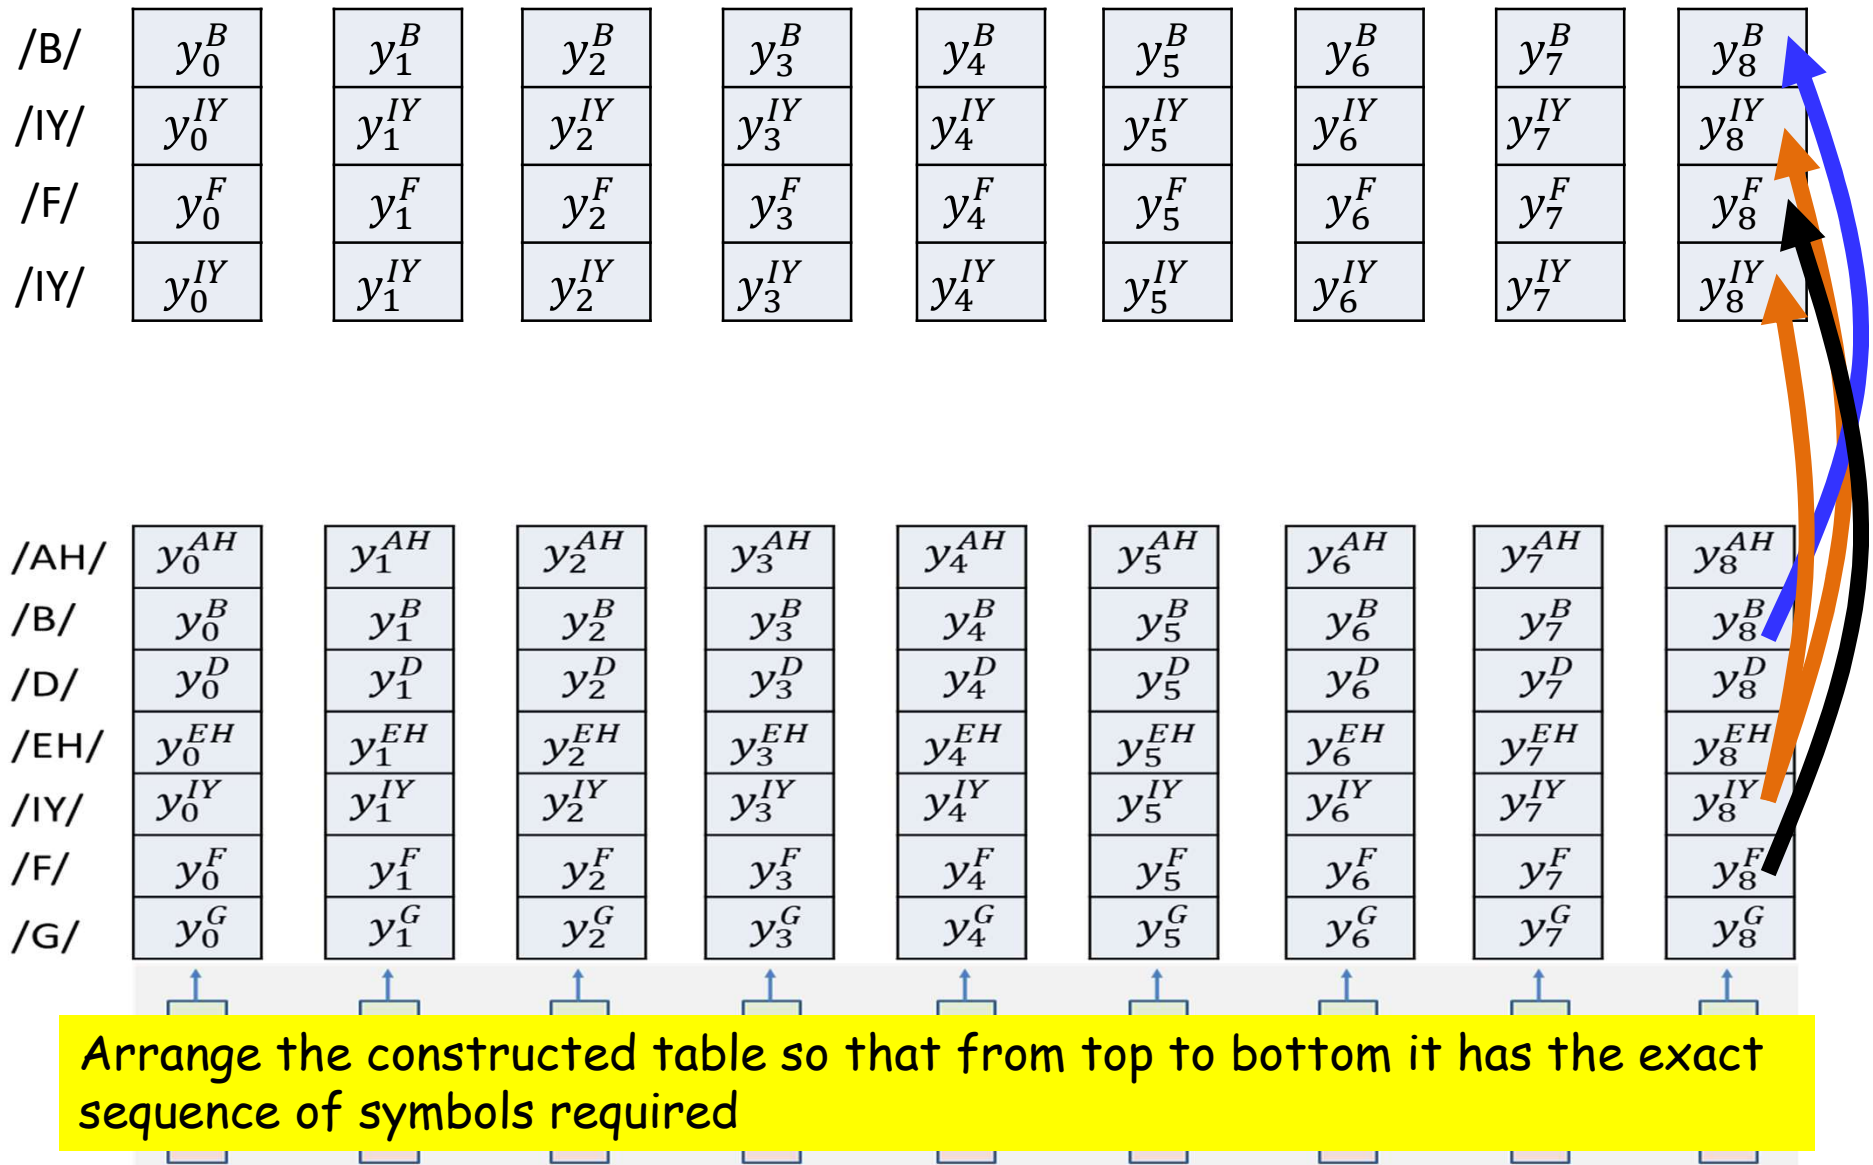 /B/ y_0^B y_1^B y_2^B y_3^B y_4^B y_5^B y_6^B y_7^B y_8^B
/IY/ y_0^{IY} y_1^{IY} y_2^{IY} y_3^{IY} y_4^{IY} y_5^{IY} y_6^{IY} y_7^{IY} y_8^{IY}
/F/ y_0^F y_1^F y_2^F y_3^F y_4^F y_5^F y_6^F y_7^F y_8^F
/IY/ y_0^{IY} y_1^{IY} y_2^{IY} y_3^{IY} y_4^{IY} y_5^{IY} y_6^{IY} y_7^{IY} y_8^{IY}
/AH/ y_0^{AH} y_1^{AH} y_2^{AH} y_3^{AH} y_4^{AH} y_5^{AH} y_6^{AH} y_7^{AH} y_8^{AH}
/B/ y_0^B y_1^B y_2^B y_3^B y_4^B y_5^B y_6^B y_7^B y_8^B
/D/ y_0^D y_1^D y_2^D y_3^D y_4^D y_5^D y_6^D y_7^D y_8^D
/EH/ y_0^{EH} y_1^{EH} y_2^{EH} y_3^{EH} y_4^{EH} y_5^{EH} y_6^{EH} y_7^{EH} y_8^{EH}
/IY/ y_0^{IY} y_1^{IY} y_2^{IY} y_3^{IY} y_4^{IY} y_5^{IY} y_6^{IY} y_7^{IY} y_8^{IY}
/F/ y_0^F y_1^F y_2^F y_3^F y_4^F y_5^F y_6^F y_7^F y_8^F
/G/ y_0^G y_1^G y_2^G y_3^G y_4^G y_5^G y_6^G y_7^G y_8^G
Arrange the constructed table so that from top to bottom it has the exact
sequence of symbols required